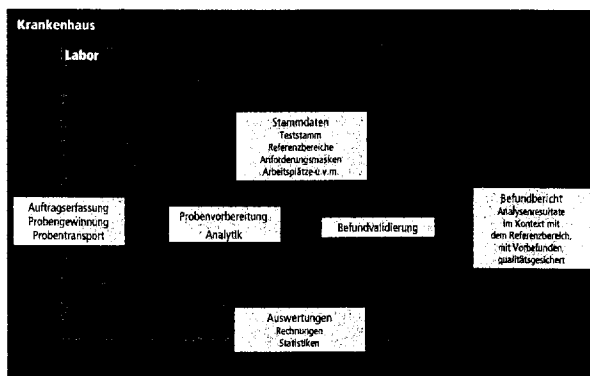 Krankenhaus
Labor
Stammdaten
Teststamm
Referenzbereiche
Anforderungsmasken
Arbeitsplätze u.v.m.
Auftragserfassung
Probengewinnung
Probentransport
Probenvorbereitung
Analytik
Befundvalidierung
Befundbericht
Analysenresultate
im Kontext mit
dem Referenzbereich,
mit Vorbefunden,
qualitätsgesichert
Auswertungen
Rechnungen
Statistiken